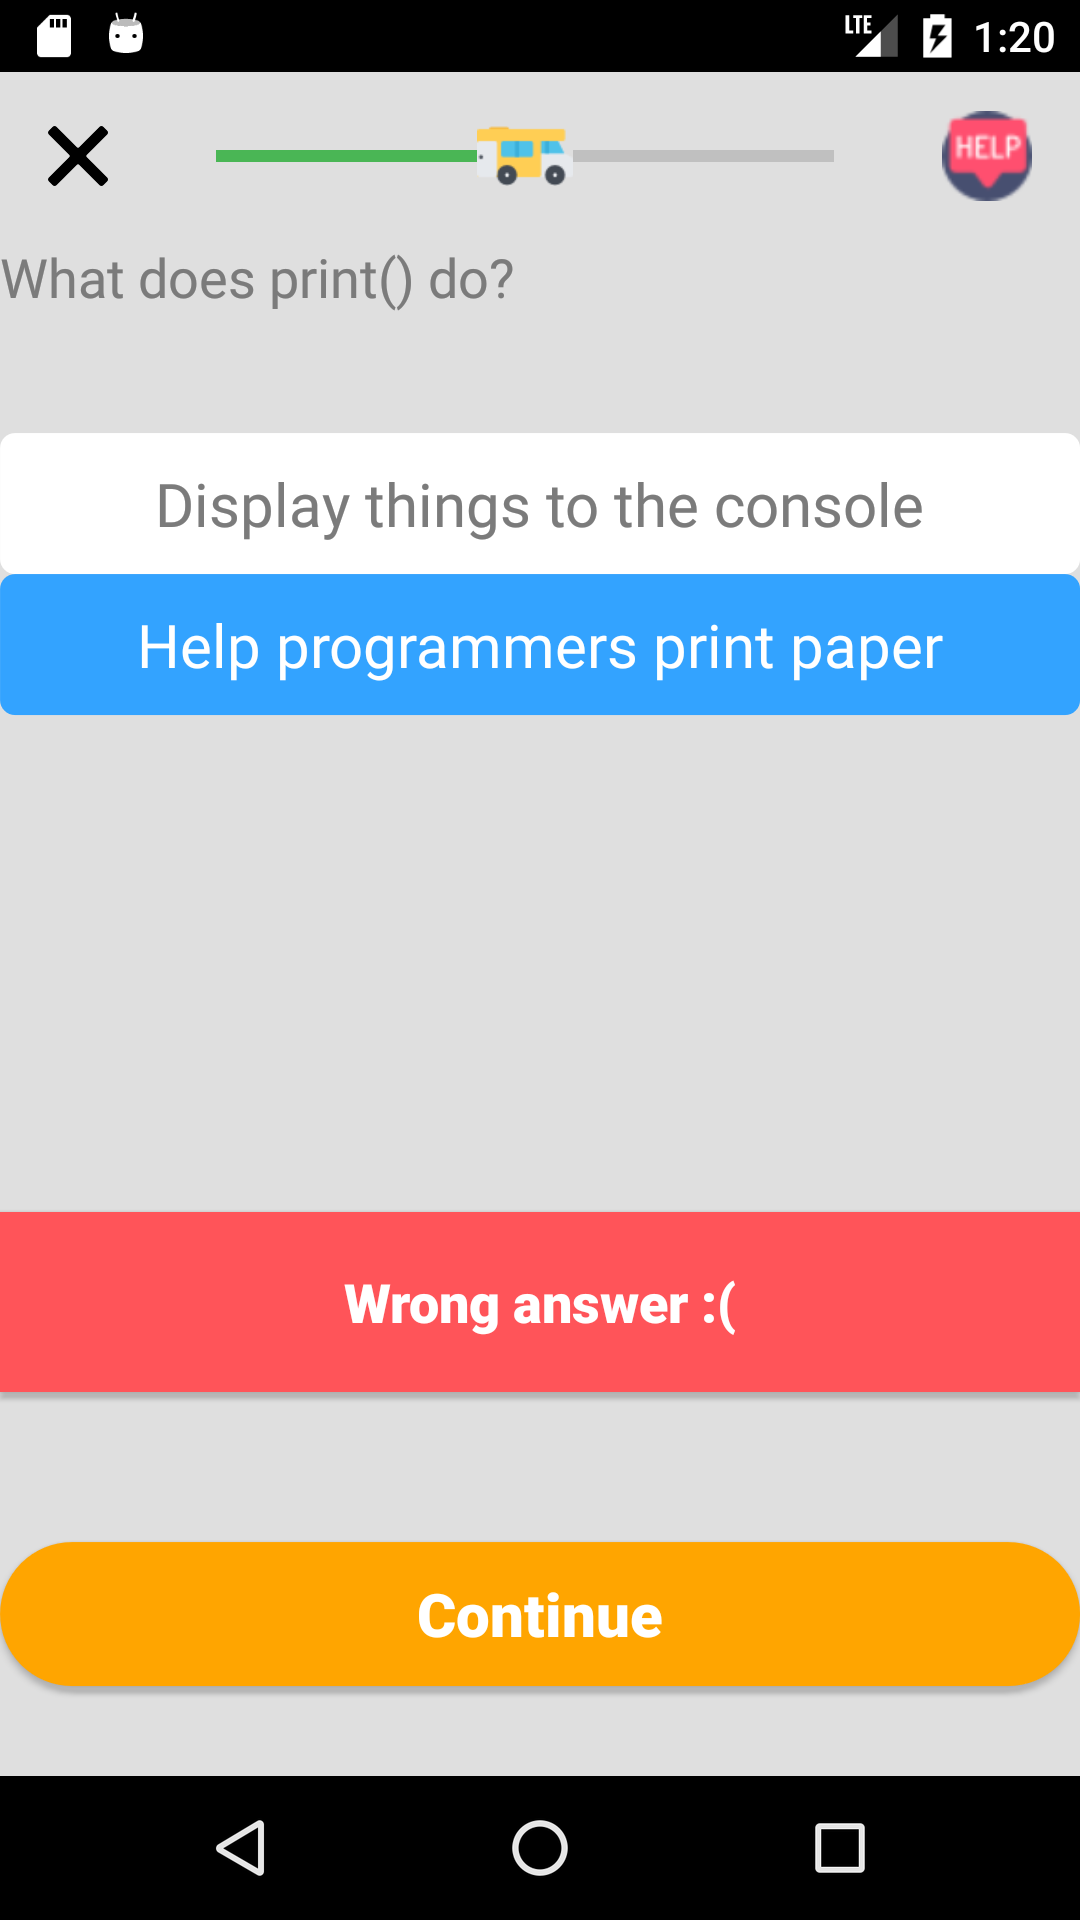 LTE 1:20
HELP
What does print() do?
Display things to the console
Help programmers print paper
Wrong answer :(
Continue